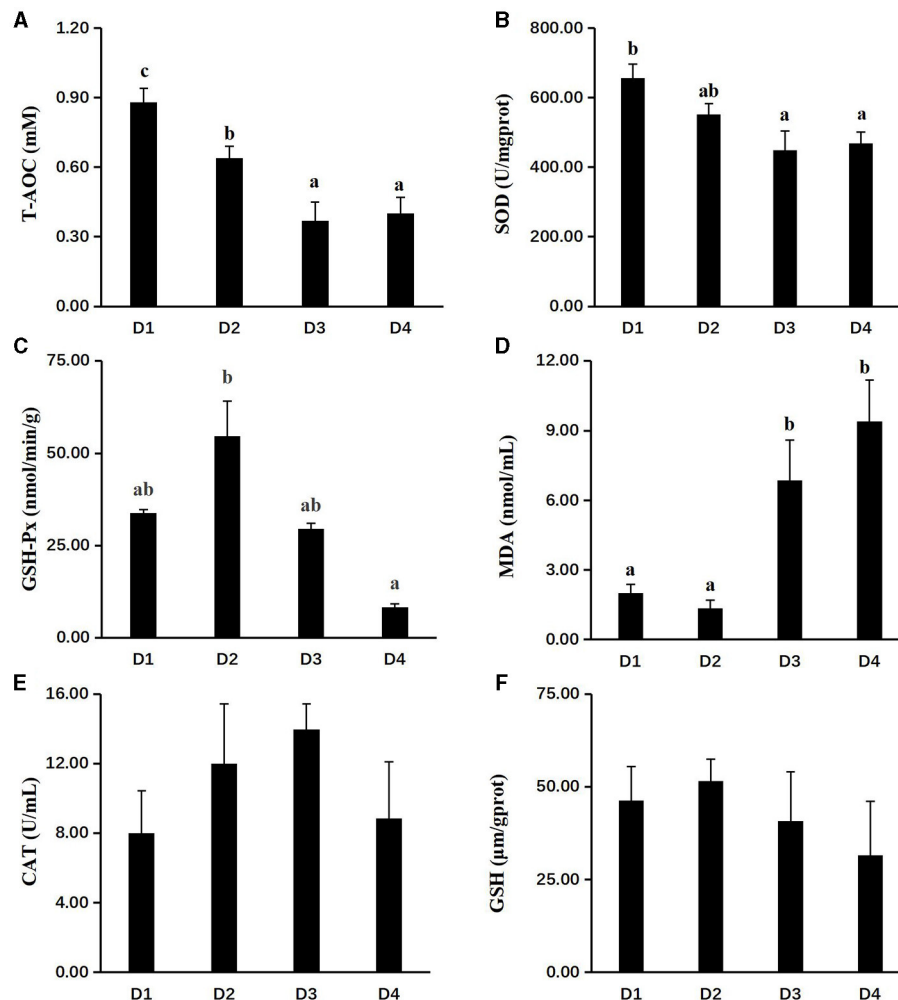 A
T-AOC (mM)
1.20
0.90
0.60
0.30
0.00
c
b
a
a
D1 D2 D3 D4
B
SOD (U/mgprot)
800.00
600.00
400.00
200.00
0.00
b
ab
a
a
D1 D2 D3 D4
C
GSH-Px (nmol/min/g)
75.00
50.00
25.00
0.00
ab
b
ab
a
D1 D2 D3 D4
D
MDA (nmol/mL)
12.00
9.00
6.00
3.00
0.00
a
a
b
b
D1 D2 D3 D4
E
CAT (U/mL)
16.00
12.00
8.00
4.00
0.00
D1 D2 D3 D4
F
GSH (μm/gprot)
75.00
50.00
25.00
0.00
D1 D2 D3 D4